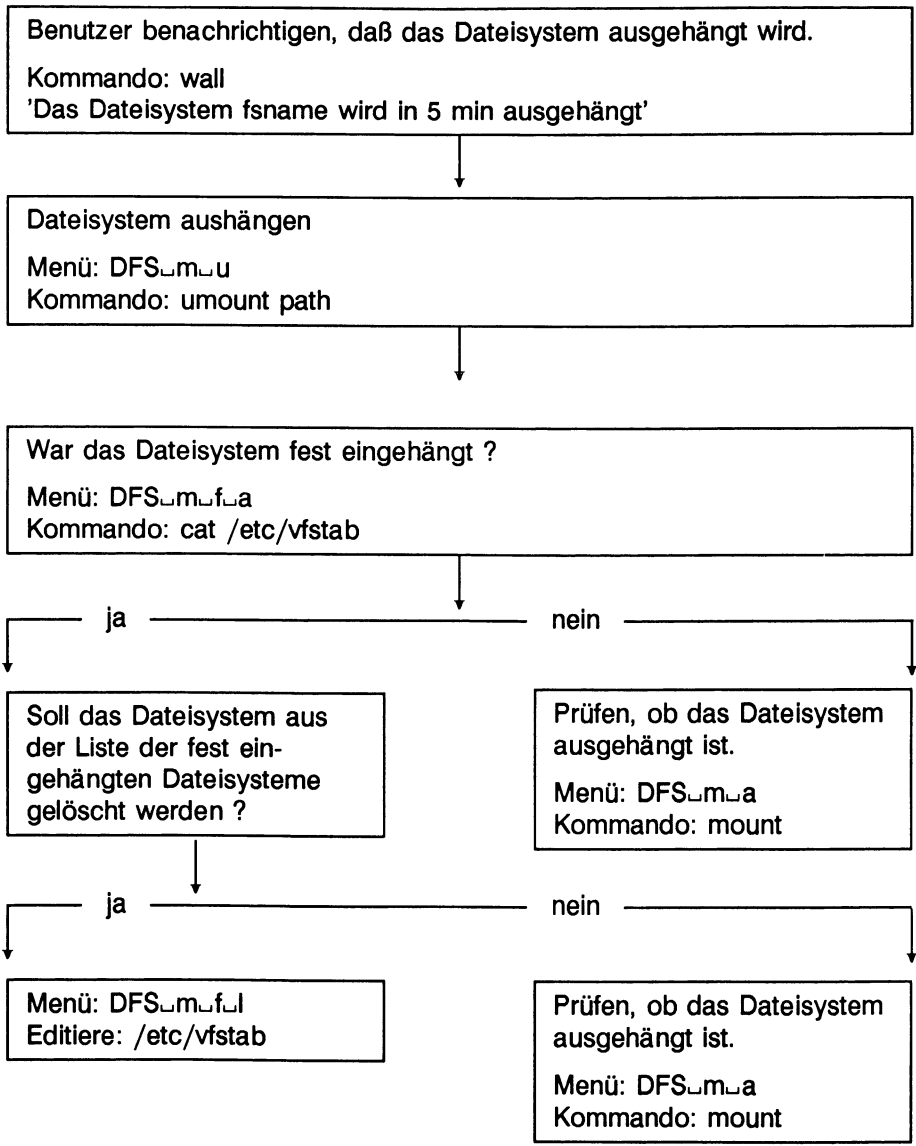 Benutzer benachrichtigen, daß das Dateisystem ausgehängt wird.
Kommando: wall
'Das Dateisystem fsname wird in 5 min ausgehängt'
Dateisystem aushängen
Menü: DFS␣m␣u
Kommando: umount path
War das Dateisystem fest eingehängt ?
Menü: DFS␣m␣f␣a
Kommando: cat /etc/vfstab
ja
nein
Soll das Dateisystem aus
der Liste der fest ein-
gehängten Dateisysteme
gelöscht werden ?
Prüfen, ob das Dateisystem
ausgehängt ist.
Menü: DFS␣m␣a
Kommando: mount
ja
nein
Menü: DFS␣m␣f␣l
Editiere: /etc/vfstab
Prüfen, ob das Dateisystem
ausgehängt ist.
Menü: DFS␣m␣a
Kommando: mount